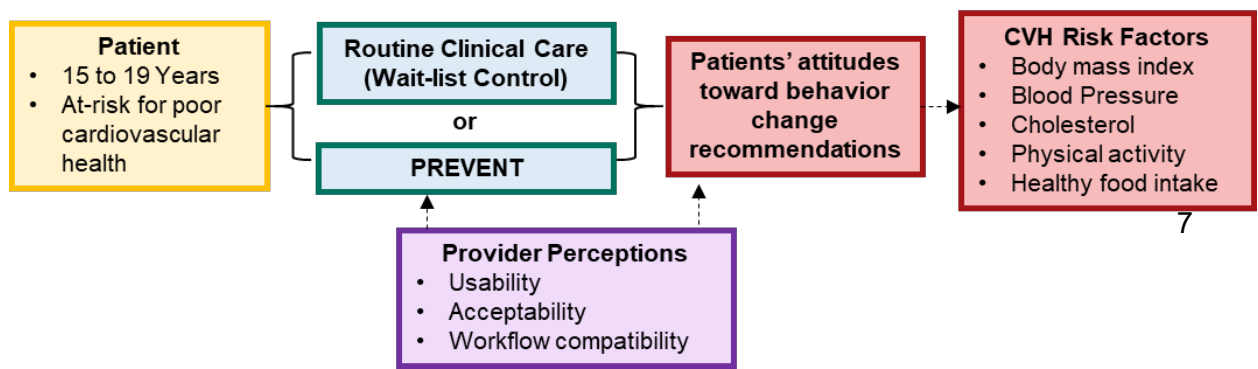 Patient
• 15 to 19 Years
• At-risk for poor
cardiovascular
health
Routine Clinical Care
(Wait-list Control)
or
PREVENT
Patients’ attitudes
toward behavior
change
recommendations
CVH Risk Factors
• Body mass index
• Blood Pressure
• Cholesterol
• Physical activity
• Healthy food intake
7
Provider Perceptions
• Usability
• Acceptability
• Workflow compatibility